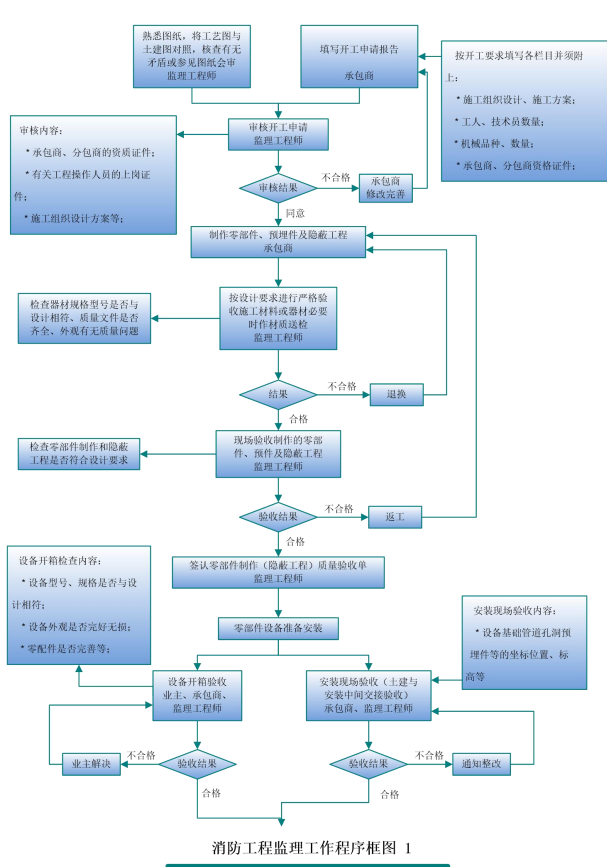 熟悉图纸，将工艺图与
土建图对照，核查有无
矛盾或参见图纸会审
监理工程师
填写开工申请报告
承包商
按开工要求填写各栏目并须附
上：
* 施工组织设计、施工方案；
* 工人、技术员数量；
* 机械品种、数量；
* 承包商、分包商资格证件；
审核内容：
* 承包商、分包商的资质证件；
* 有关工程操作人员的上岗证
件；
* 施工组织设计方案等；
审核开工申请
监理工程师
审核结果
不合格
承包商
修改完善
同意
制作零部件、预埋件及隐蔽工程
承包商
检查器材规格型号是否与
设计相符、质量文件是否
齐全、外观有无质量问题
按设计要求进行严格验
收施工材料或器材必要
时作材质送检
监理工程师
结果
不合格
退换
合格
检查零部件制作和隐蔽
工程是否符合设计要求
现场验收制作的零部
件、预件及隐蔽工程
监理工程师
验收结果
不合格
返工
合格
签认零部件制作（隐蔽工程）质量验收单
监理工程师
设备开箱检查内容：
* 设备型号、规格是否与设
计相符；
* 设备外观是否完好无损；
* 零配件是否完善等；
零部件设备准备安装
安装现场验收内容：
* 设备基础管道孔洞预
埋件等的坐标位置、标
高等
设备开箱验收
业主、承包商、
监理工程师
安装现场验收（土建与
安装中间交接验收）
承包商、监理工程师
业主解决
不合格
验收结果
合格
验收结果
不合格
通知整改
合格
消防工程监理工作程序框图 1